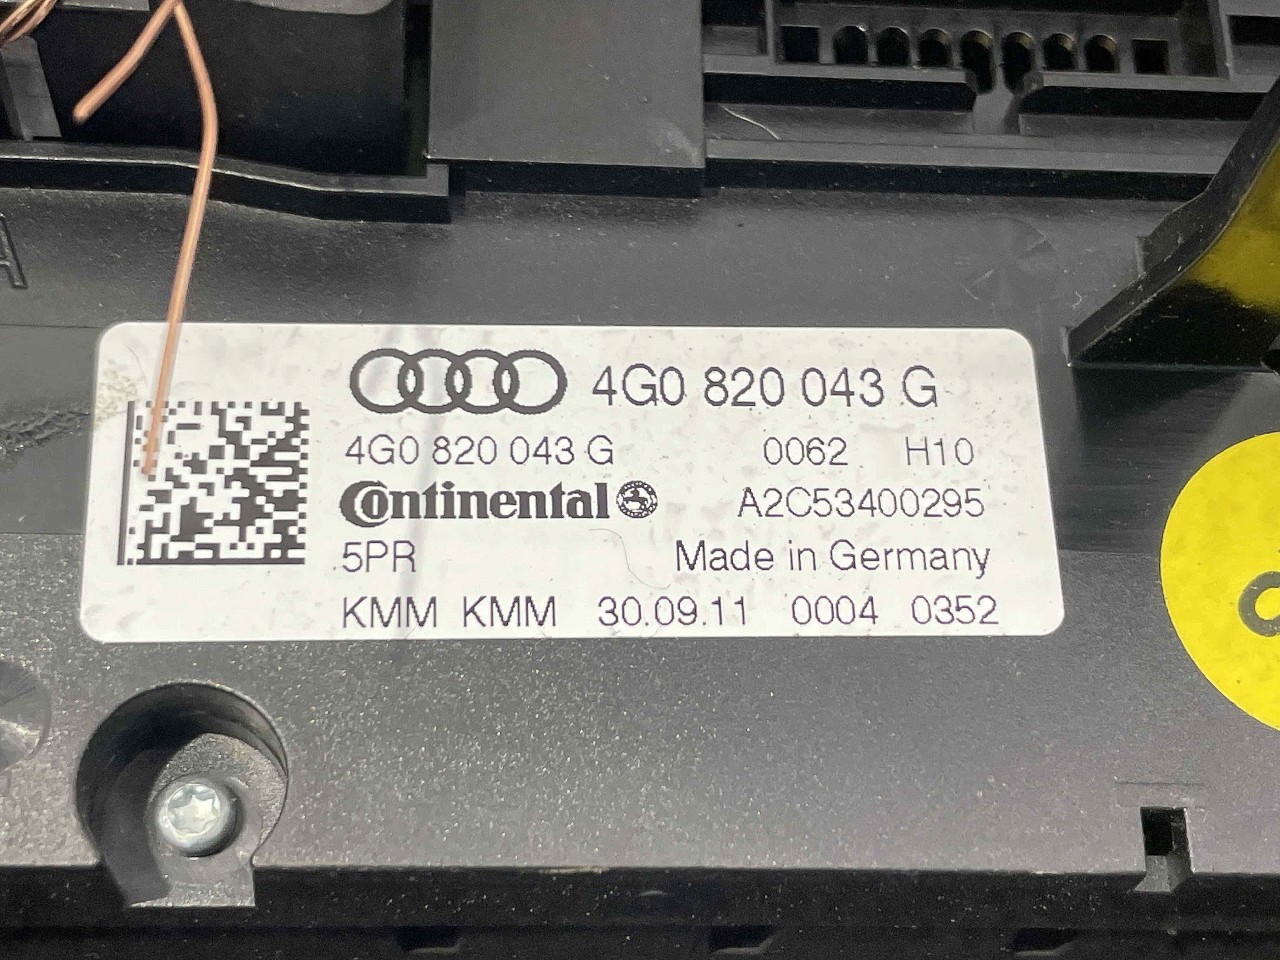 4G0 820 043 G
4G0 820 043 G 0062 H10
Continental A2C53400295
5PR Made in Germany
KMM KMM 30.09.11 0004 0352